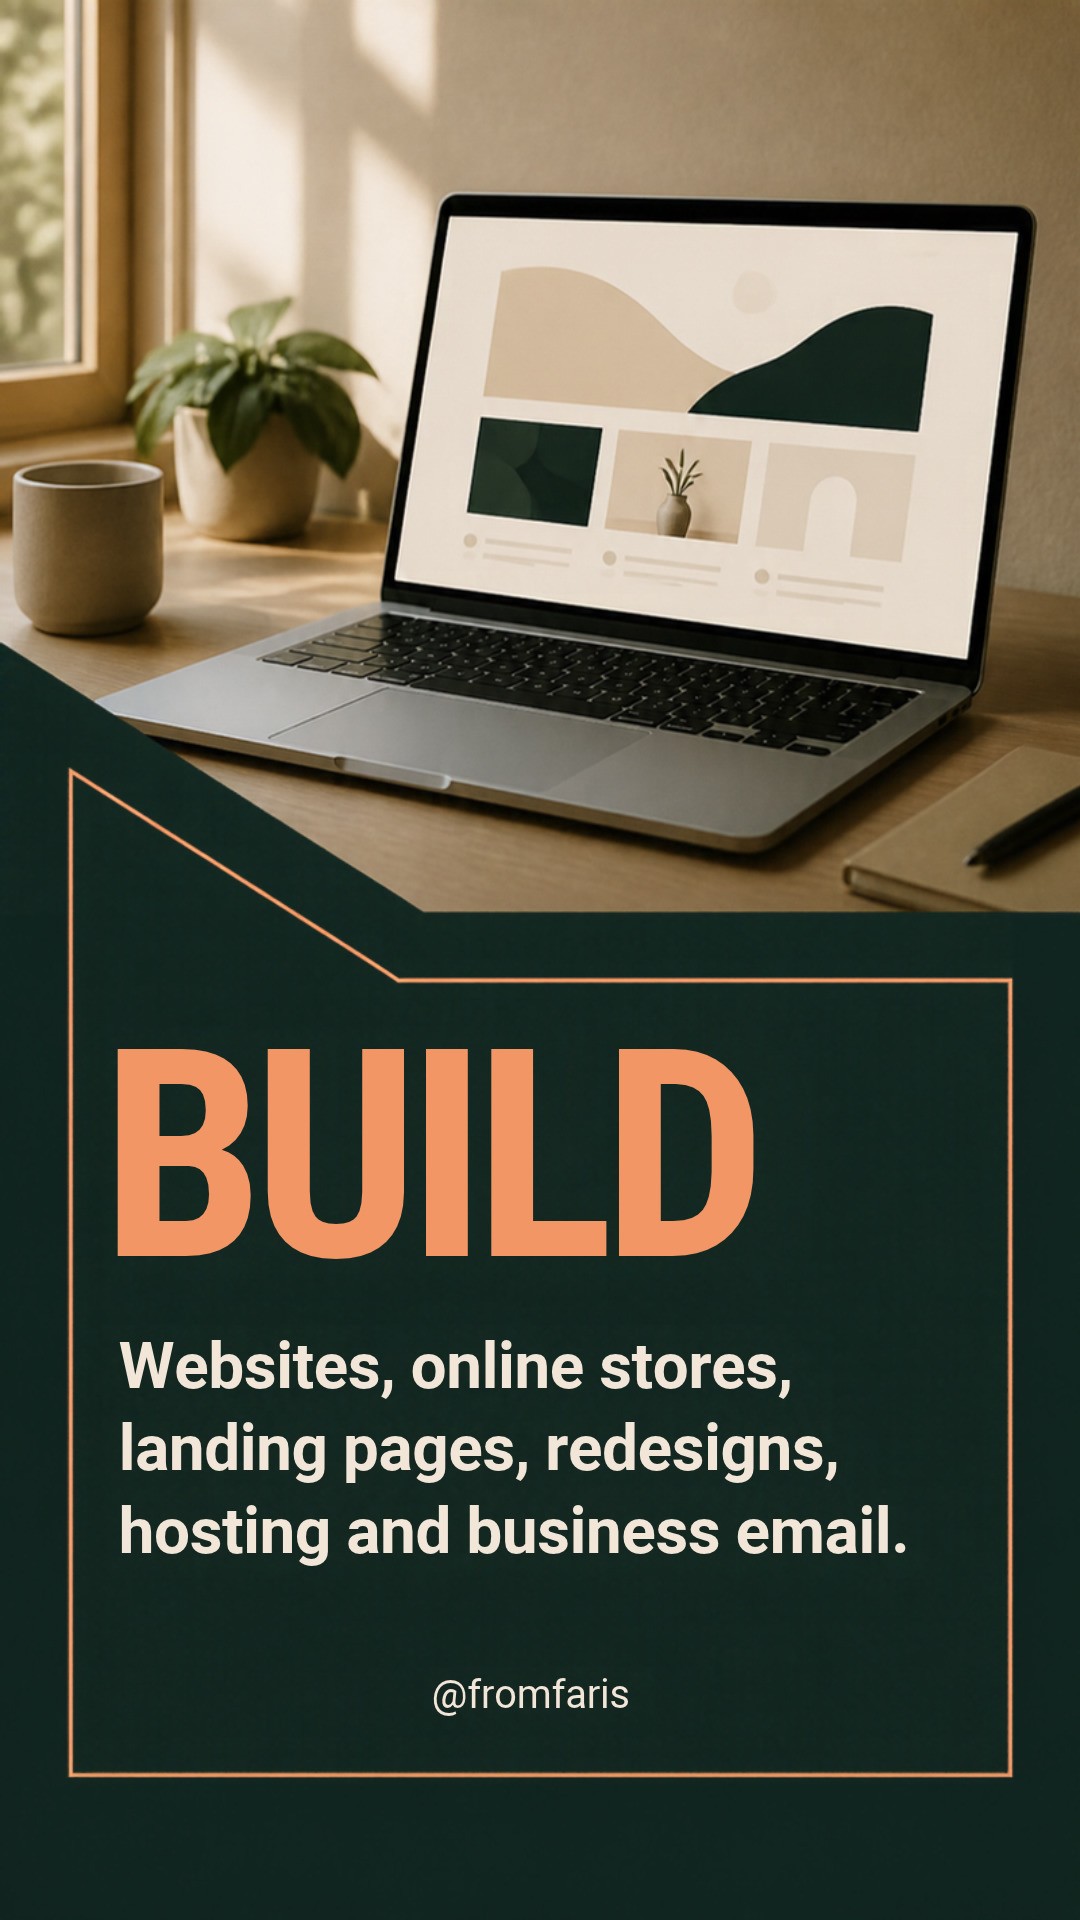 BUILD
Websites, online stores,
landing pages, redesigns,
hosting and business email.
@fromfaris